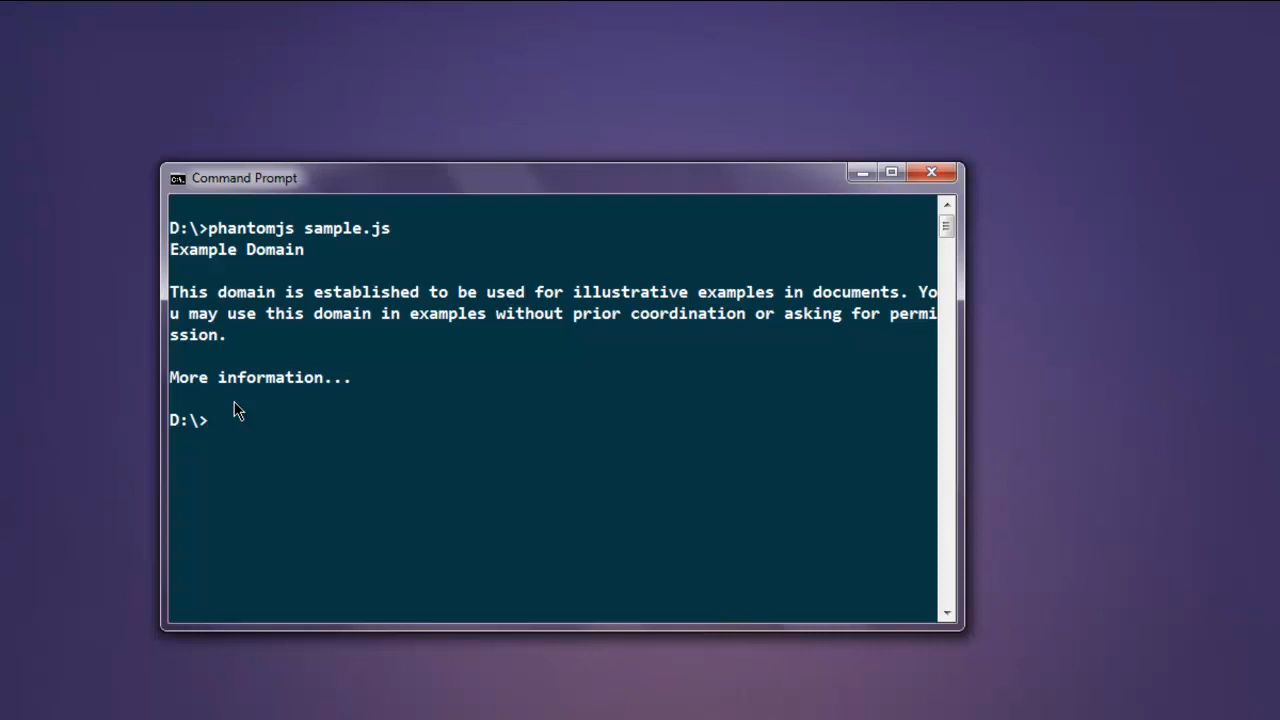 Command Prompt
D:\>phantomjs sample.js
Example Domain
This domain is established to be used for illustrative examples in documents. Yo
u may use this domain in examples without prior coordination or asking for permi
ssion.
More information...
D:\>